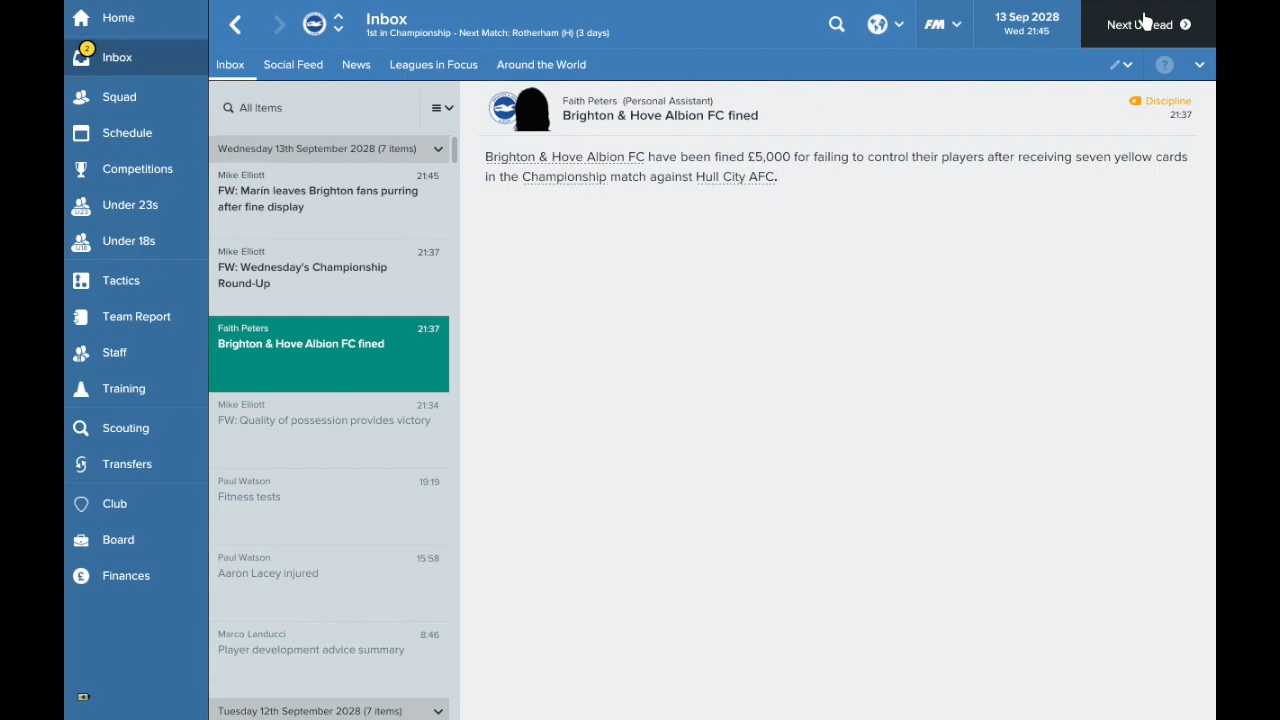 Home
2
Inbox
Squad
Schedule
Competitions
U23
Under 23s
U18
Under 18s
Tactics
Team Report
Staff
Training
Scouting
Transfers
Club
Board
£
Finances
Inbox
1st in Championship - Next Match: Rotherham (H) (3 days)
FM
13 Sep 2028
Wed 21:45
Inbox
Social Feed
News
Leagues in Focus
Around the World
?
All Items
Wednesday 13th September 2028 (7 items)
Mike Elliott 21:45
FW: Marín leaves Brighton fans purring
after fine display
Mike Elliott 21:37
FW: Wednesday's Championship
Round-Up
Faith Peters 21:37
Brighton & Hove Albion FC fined
Mike Elliott 21:34
FW: Quality of possession provides victory
Paul Watson 19:19
Fitness tests
Paul Watson 15:58
Aaron Lacey injured
Marco Landucci 8:46
Player development advice summary
Tuesday 12th September 2028 (7 items)
Faith Peters (Personal Assistant)
Brighton & Hove Albion FC fined
Discipline
21:37
Brighton & Hove Albion FC have been fined £5,000 for failing to control their players after receiving seven yellow cards
in the Championship match against Hull City AFC.
Next